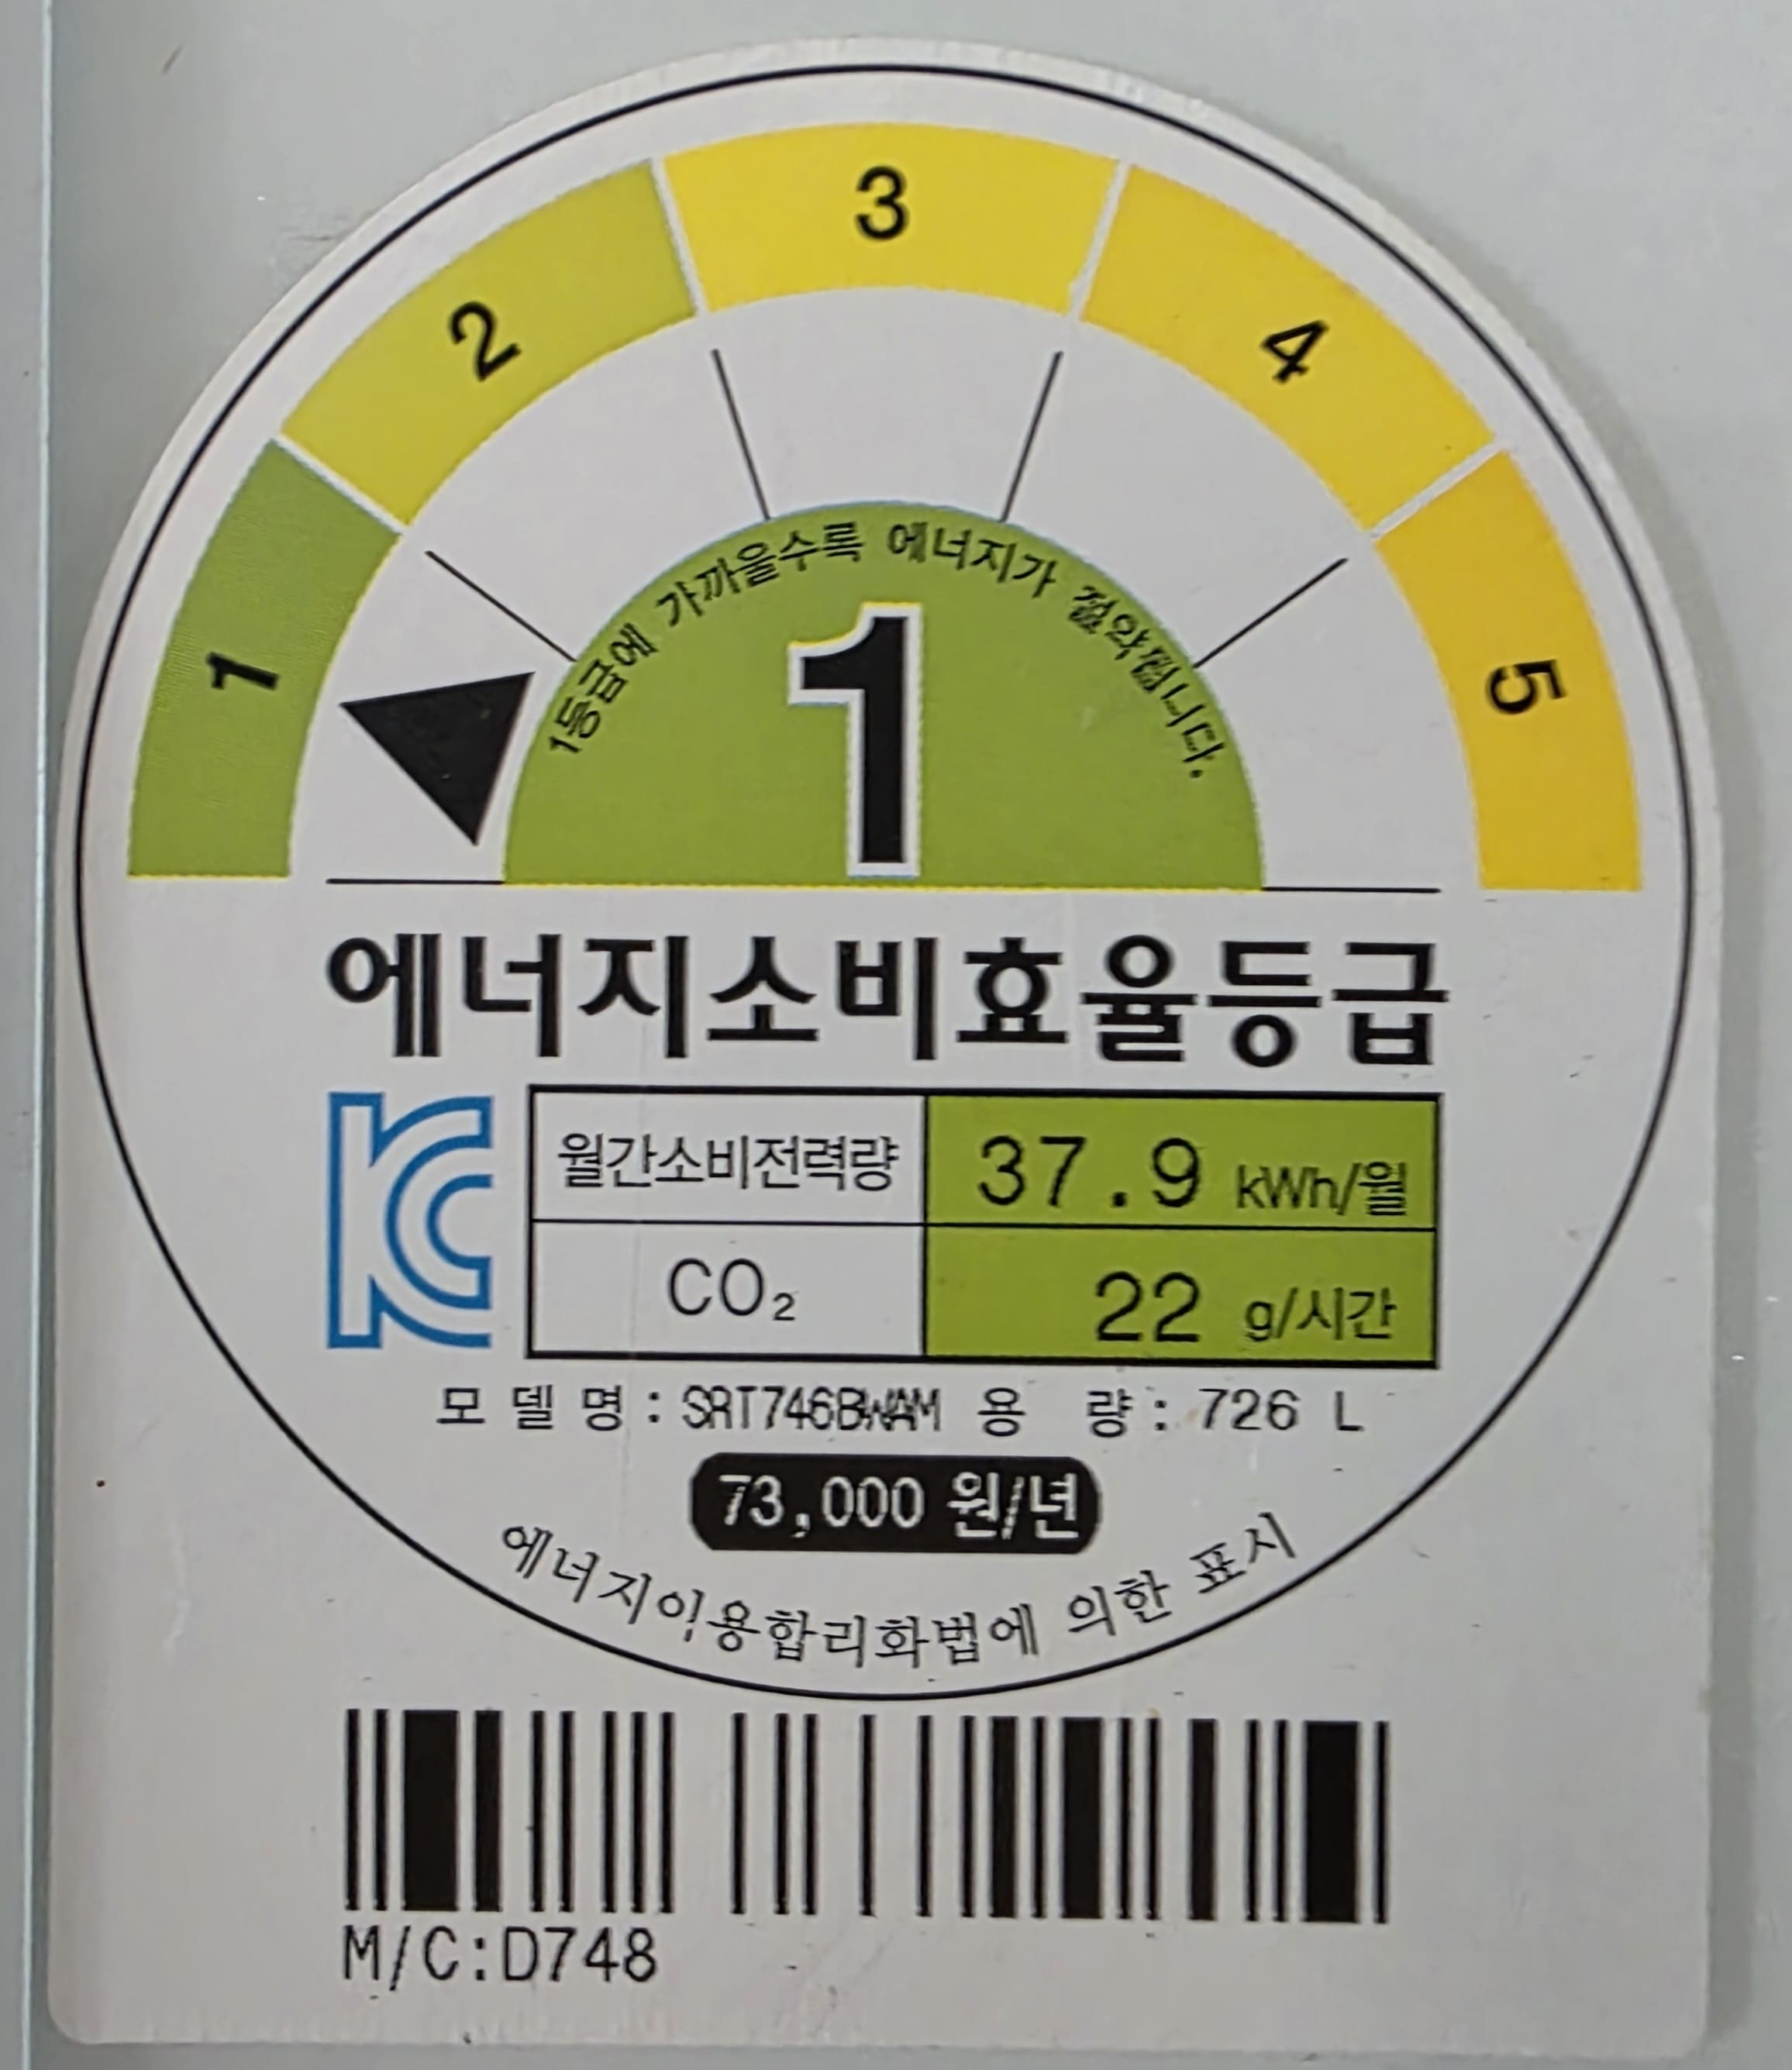 1
2
3
4
5
1등급에 가까울수록 에너지가 절약됩니다.
1
에너지소비효율등급
KC
월간소비전력량 37.9 kWh/월
CO₂ 22 g/시간
모 델 명 : SRT746BWAM 용 량 : 726 L
73,000 원/년
에너지이용합리화법에 의한 표시
M/C:D748